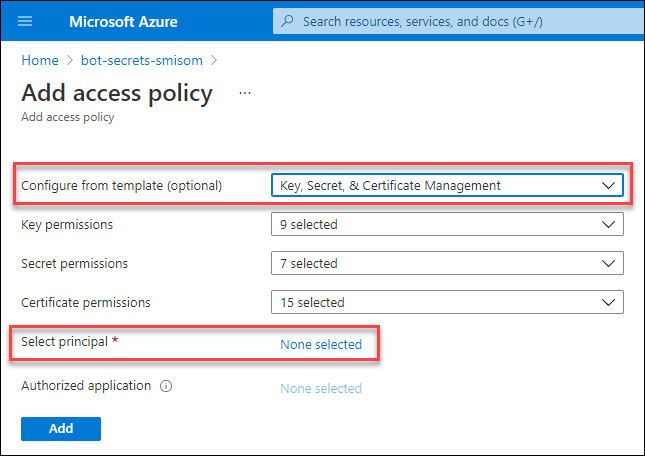 Microsoft Azure
Search resources, services, and docs (G+/)
Home > bot-secrets-smisom >
Add access policy ...
Add access policy
Configure from template (optional) Key, Secret, & Certificate Management
Key permissions 9 selected
Secret permissions 7 selected
Certificate permissions 15 selected
Select principal * None selected
Authorized application None selected
Add